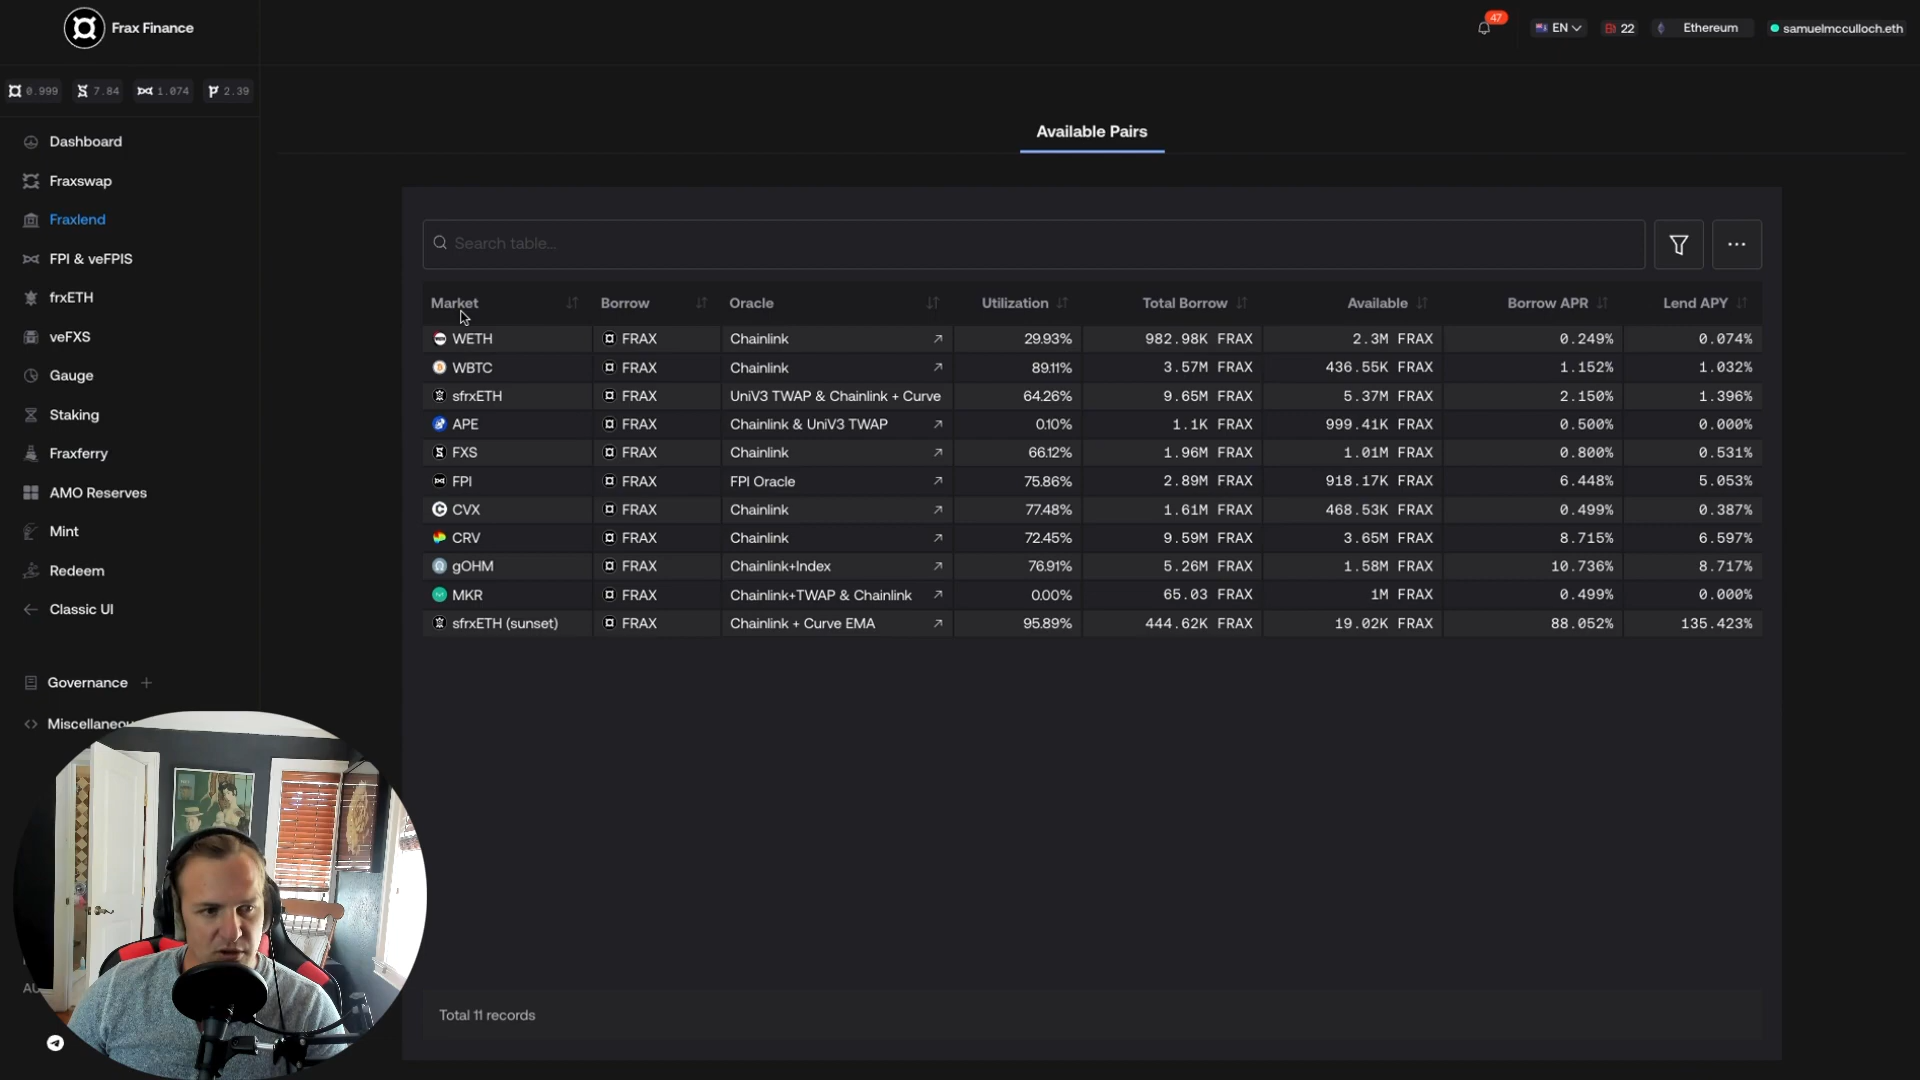 Frax Finance
47
EN
22
Ethereum
samuelmcculloch.eth
0.999
7.84
1.074
2.39
Dashboard
Fraxswap
Fraxlend
FPI & veFPIS
frxETH
veFXS
Gauge
Staking
Fraxferry
AMO Reserves
Mint
Redeem
Classic UI
Governance
Available Pairs
Search table...
Market Borrow Oracle Utilization Total Borrow Available Borrow APR Lend APY
WETH FRAX Chainlink 29.93% 982.98K FRAX 2.3M FRAX 0.249% 0.074%
WBTC FRAX Chainlink 89.11% 3.57M FRAX 436.55K FRAX 1.152% 1.032%
sfrxETH FRAX UniV3 TWAP & Chainlink + Curve 64.26% 9.65M FRAX 5.37M FRAX 2.150% 1.396%
APE FRAX Chainlink & UniV3 TWAP 0.10% 1.1K FRAX 999.41K FRAX 0.500% 0.000%
FXS FRAX Chainlink 66.12% 1.96M FRAX 1.01M FRAX 0.800% 0.531%
FPI FRAX FPI Oracle 75.86% 2.89M FRAX 918.17K FRAX 6.448% 5.053%
CVX FRAX Chainlink 77.48% 1.61M FRAX 468.53K FRAX 0.499% 0.387%
CRV FRAX Chainlink 72.45% 9.59M FRAX 3.65M FRAX 8.715% 6.597%
gOHM FRAX Chainlink+Index 76.91% 5.26M FRAX 1.58M FRAX 10.736% 8.717%
MKR FRAX Chainlink+TWAP & Chainlink 0.00% 65.03 FRAX 1M FRAX 0.499% 0.000%
sfrxETH (sunset) FRAX Chainlink + Curve EMA 95.89% 444.62K FRAX 19.02K FRAX 88.052% 135.423%
Total 11 records